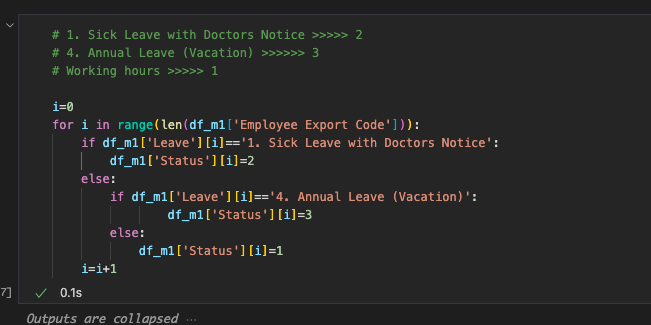 # 1. Sick Leave with Doctors Notice >>>>> 2
# 4. Annual Leave (Vacation) >>>>>> 3
# Working hours >>>>> 1
i=0
for i in range(len(df_m1['Employee Export Code'])):
if df_m1['Leave'][i]=='1. Sick Leave with Doctors Notice':
df_m1['Status'][i]=2
else:
if df_m1['Leave'][i]=='4. Annual Leave (Vacation)':
df_m1['Status'][i]=3
else:
df_m1['Status'][i]=1
i=i+1
7] ✓ 0.1s
Outputs are collapsed ...